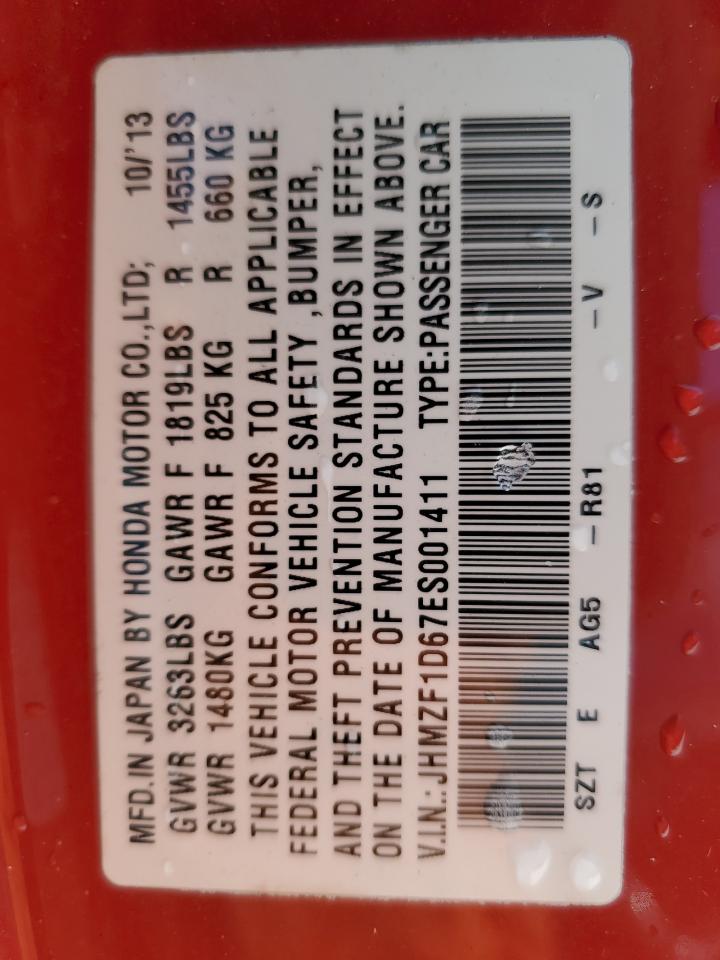 MFD.IN JAPAN BY HONDA MOTOR CO.,LTD; 10/'13
GVWR 3263LBS GAWR F 1819LBS R 1455LBS
GVWR 1480KG GAWR F 825 KG R 660 KG
THIS VEHICLE CONFORMS TO ALL APPLICABLE
FEDERAL MOTOR VEHICLE SAFETY ,BUMPER,
AND THEFT PREVENTION STANDARDS IN EFFECT
ON THE DATE OF MANUFACTURE SHOWN ABOVE.
V.I.N.: JHMZF1D67ES001411 TYPE:PASSENGER CAR
SZT E AG5 –R81 –V –S